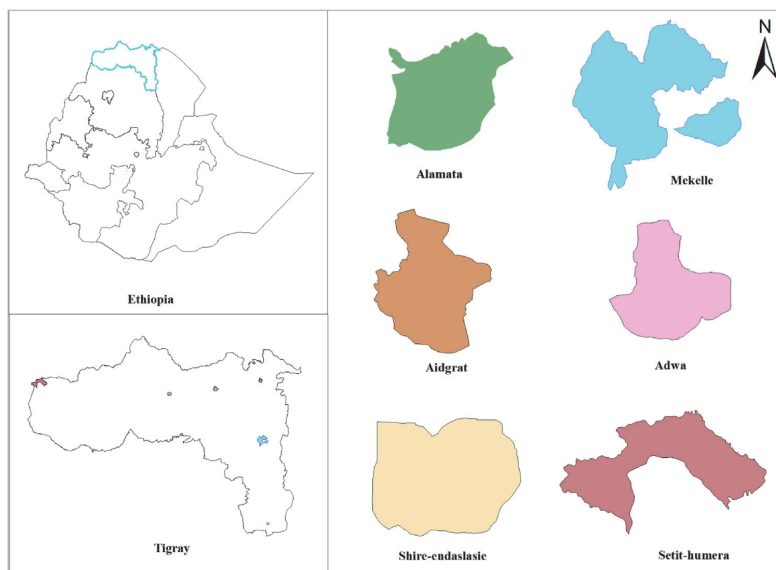 N
Alamata
Mekelle
Ethiopia
Aidgrat
Adwa
Tigray
Shire-endaslasie
Setit-humera